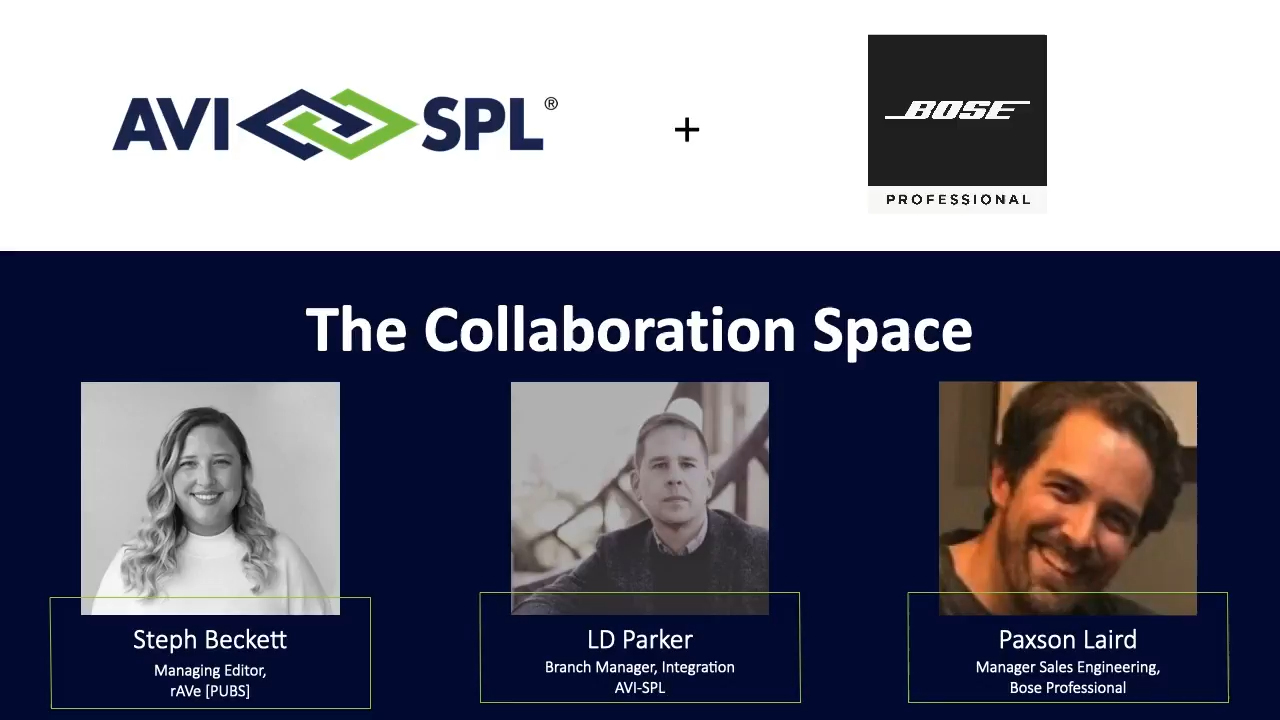 AVI SPL®
+
BOSE
PROFESSIONAL
The Collaboration Space
Steph Beckett
Managing Editor,
rAVe [PUBS]
LD Parker
Branch Manager, Integration
AVI-SPL
Paxson Laird
Manager Sales Engineering,
Bose Professional